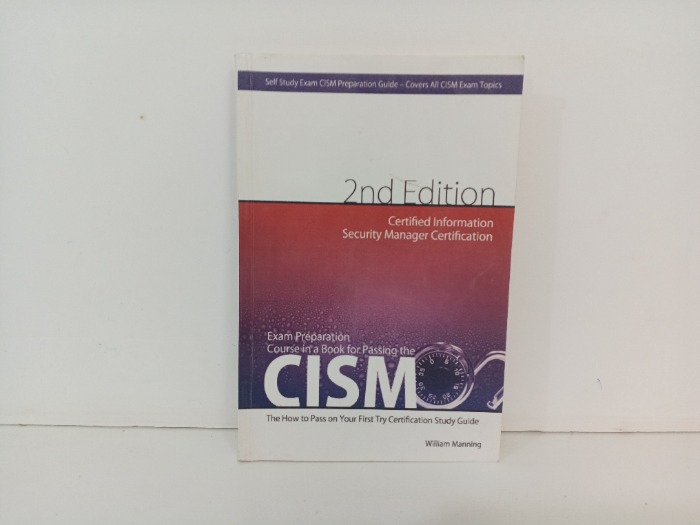 Self Study Exam CISM Preparation Guide – Covers All CISM Exam Topics
2nd Edition
Certified Information
Security Manager Certification
Exam Preparation
Course in a Book for Passing the
CISM
The How to Pass on Your First Try Certification Study Guide
William Manning